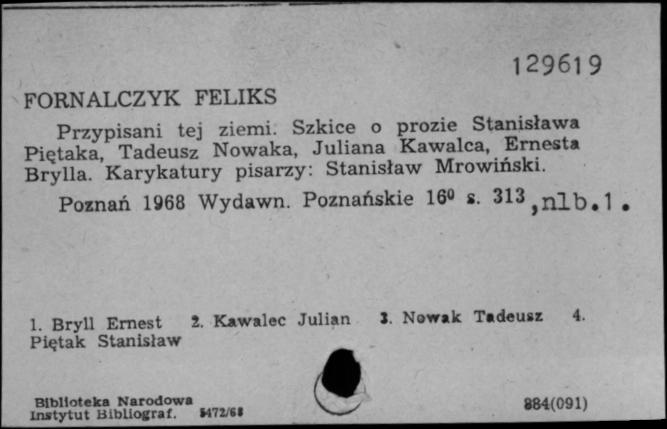 129619
FORNALCZYK FELIKS
Przypisani tej ziemi. Szkice o prozie Stanisława
Piętaka, Tadeusz Nowaka, Juliana Kawalca, Ernesta
Brylla. Karykatury pisarzy: Stanisław Mrowiński.
Poznań 1968 Wydawn. Poznańskie 16⁰ s. 313,nlb.1.
1. Bryll Ernest 2. Kawalec Julian 3. Nowak Tadeusz 4.
Piętak Stanisław
Biblioteka Narodowa
Instytut Bibliograf. 5472/68 884(091)